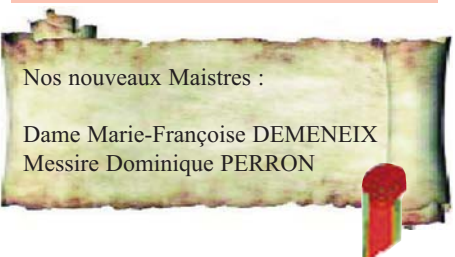 Nos nouveaux Maistres :
Dame Marie-Françoise DEMENEIX
Messire Dominique PERRON